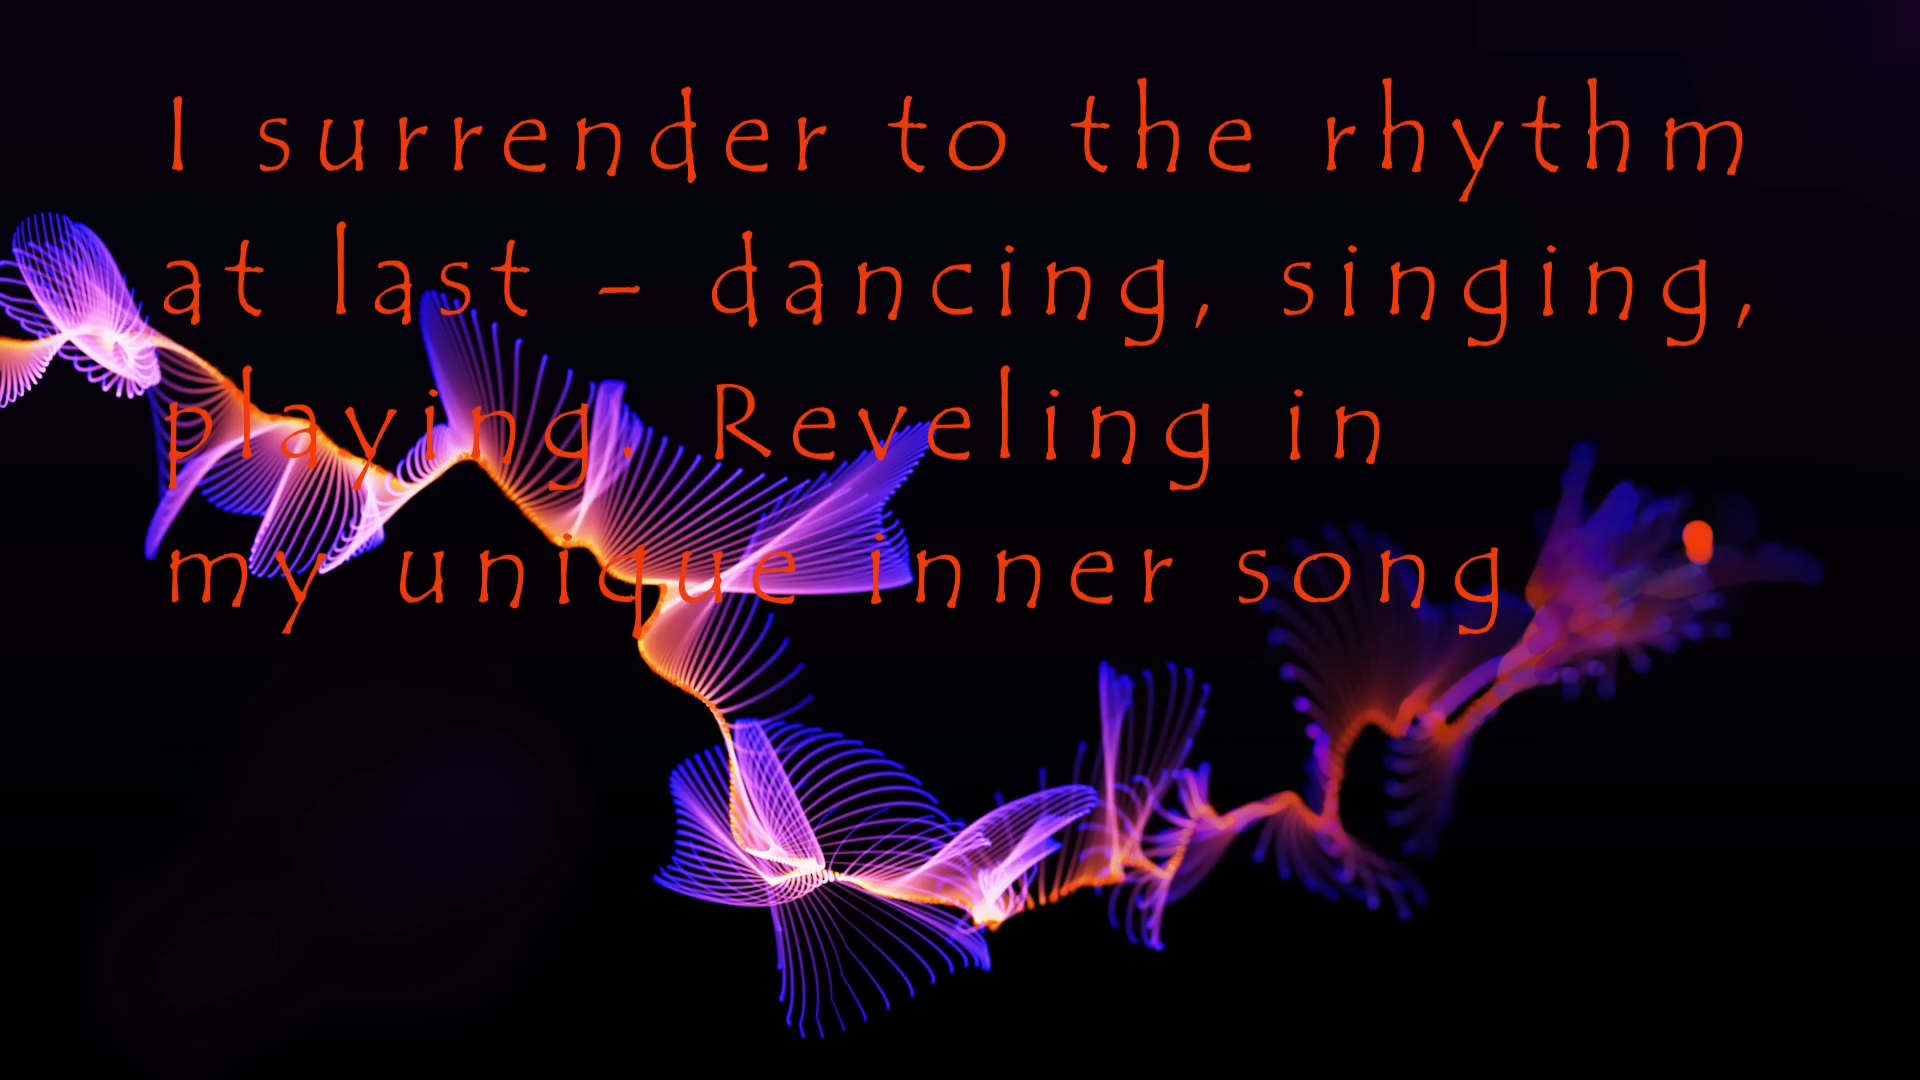 I surrender to the rhythm
at last - dancing, singing,
playing. Reveling in
my unique inner song